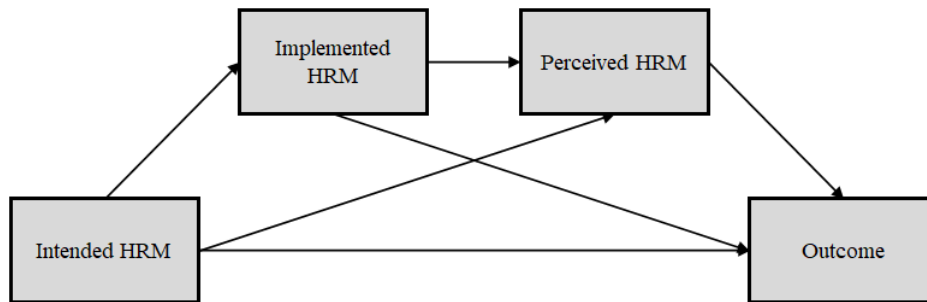 Implemented
HRM
Perceived HRM
Intended HRM
Outcome